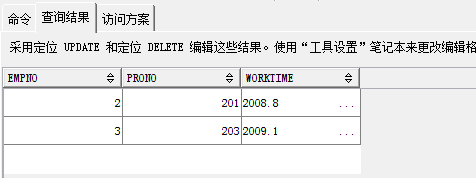 命令 查询结果 访问方案
采用定位 UPDATE 和定位 DELETE 编辑这些结果。使用“工具设置”笔记本来更改编辑格
EMPNO PRONO WORKTIME
2 201 2008.8 ...
3 203 2009.1 ...